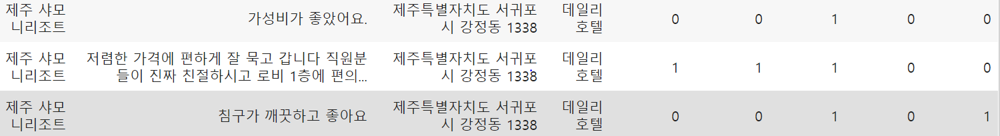 제주 샤모
니리조트
가성비가 좋았어요.
제주특별자치도 서귀포
시 강정동 1338
데일리
호텔
0 0 1 0 0
제주 샤모
니리조트
저렴한 가격에 편하게 잘 묵고 갑니다 직원분
들이 진짜 친절하시고 로비 1층에 편의...
제주특별자치도 서귀포
시 강정동 1338
데일리
호텔
1 1 1 0 0
제주 샤모
니리조트
침구가 깨끗하고 좋아요
제주특별자치도 서귀포
시 강정동 1338
데일리
호텔
0 0 1 0 1